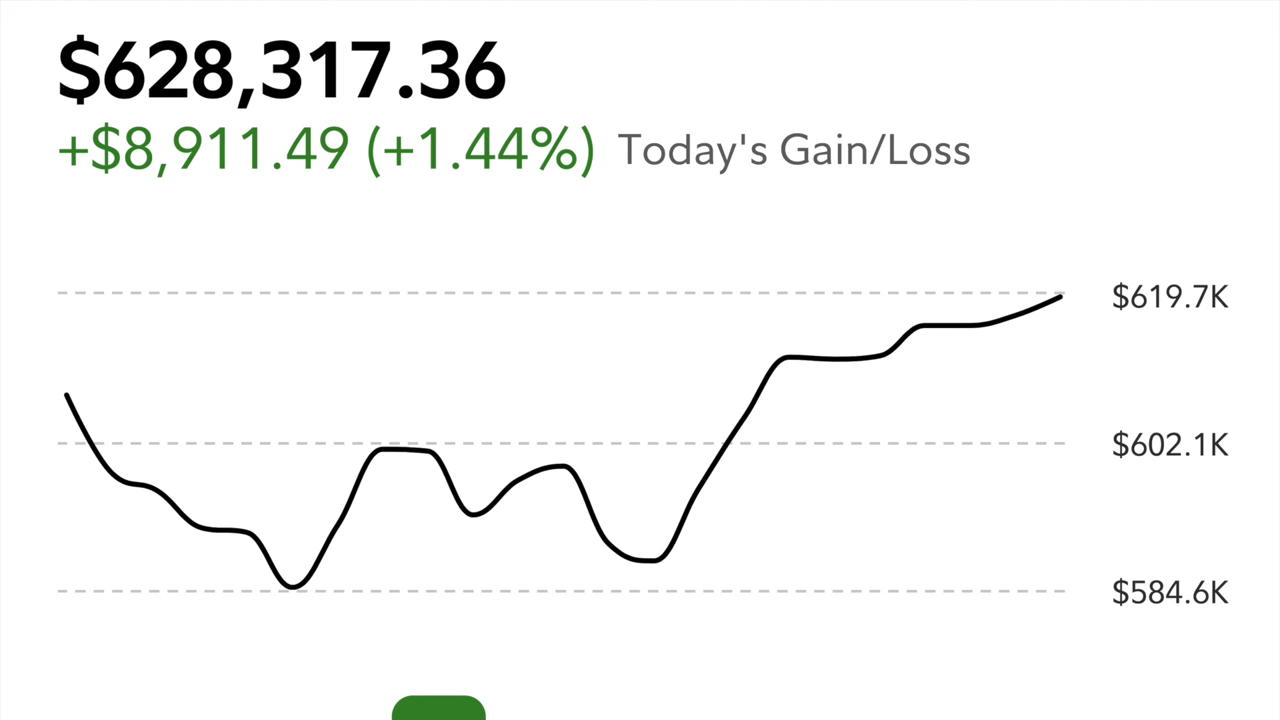 $628,317.36
+$8,911.49 (+1.44%) Today's Gain/Loss
$619.7K
$602.1K
$584.6K